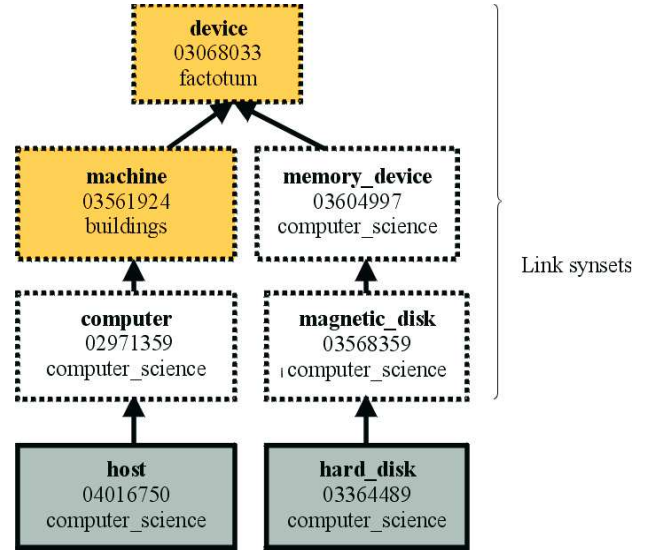 device
03068033
factotum
machine
03561924
buildings
memory_device
03604997
computer_science
Link synsets
computer
02971359
computer_science
magnetic_disk
03568359
computer_science
host
04016750
computer_science
hard_disk
03364489
computer_science